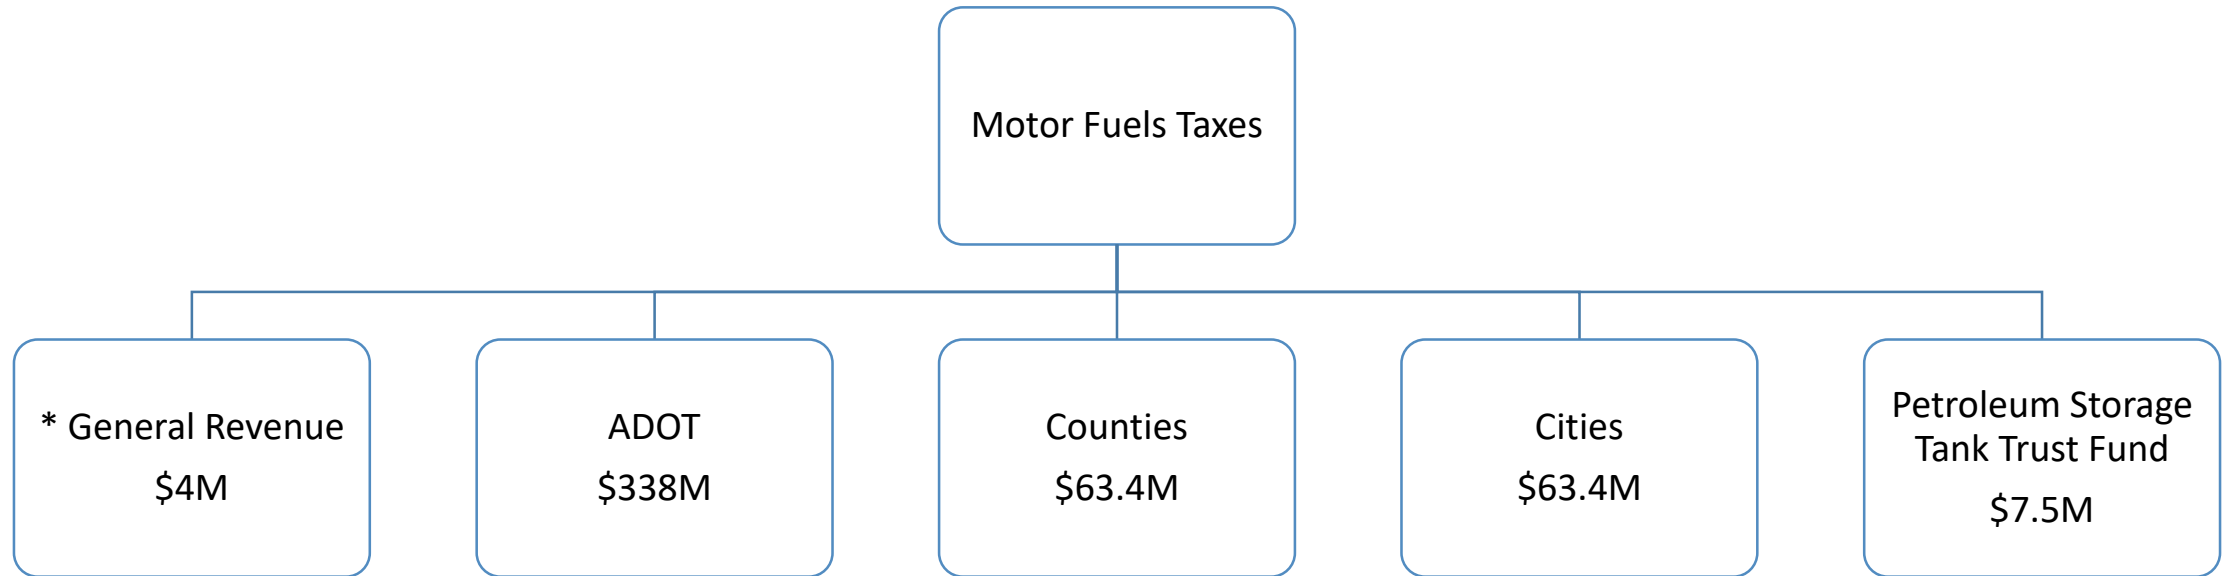 Motor Fuels Taxes
* General Revenue
$4M
ADOT
$338M
Counties
$63.4M
Cities
$63.4M
Petroleum Storage
Tank Trust Fund
$7.5M